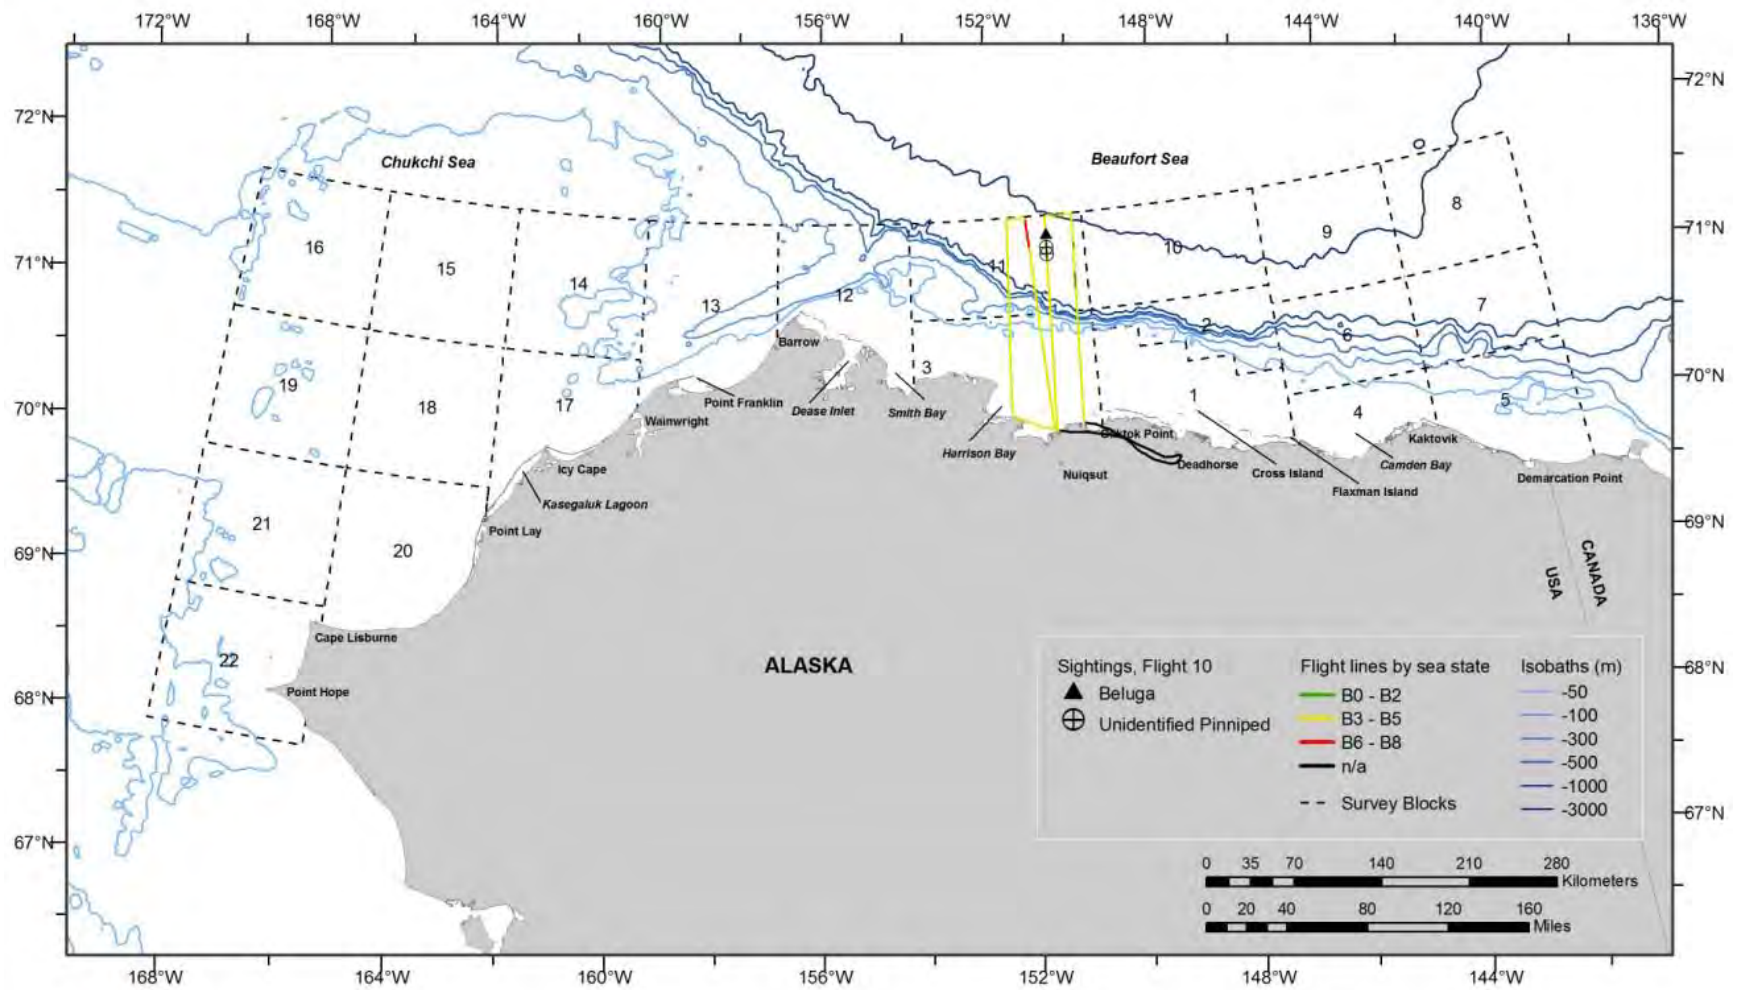 172°W 168°W 164°W 160°W 156°W 152°W 148°W 144°W 140°W 136°W
72°N 72°N
Chukchi Sea Beaufort Sea
8
9
71°N 16 10 71°N
15 11
14
13 12 7
2 6
Barrow
70°N 19 3 70°N
18 17 Point Franklin Dease Inlet Smith Bay 1 4 5
Wainwright Harrison Bay Oliktok Point Kaktovik
Icy Cape Nuiqsut Deadhorse Cross Island Camden Bay
Kasegaluk Lagoon Flaxman Island Demarcation Point
69°N 21 Point Lay 69°N
20
USA CANADA
Cape Lisburne
68°N 22 ALASKA 68°N
Point Hope
Sightings, Flight 10
Beluga
Unidentified Pinniped
Flight lines by sea state
B0 - B2
B3 - B5
B6 - B8
n/a
Survey Blocks
Isobaths (m)
-50
-100
-300
-500
-1000
-3000
67°N 67°N
0 35 70 140 210 280
Kilometers
0 20 40 80 120 160
Miles
168°W 164°W 160°W 156°W 152°W 148°W 144°W